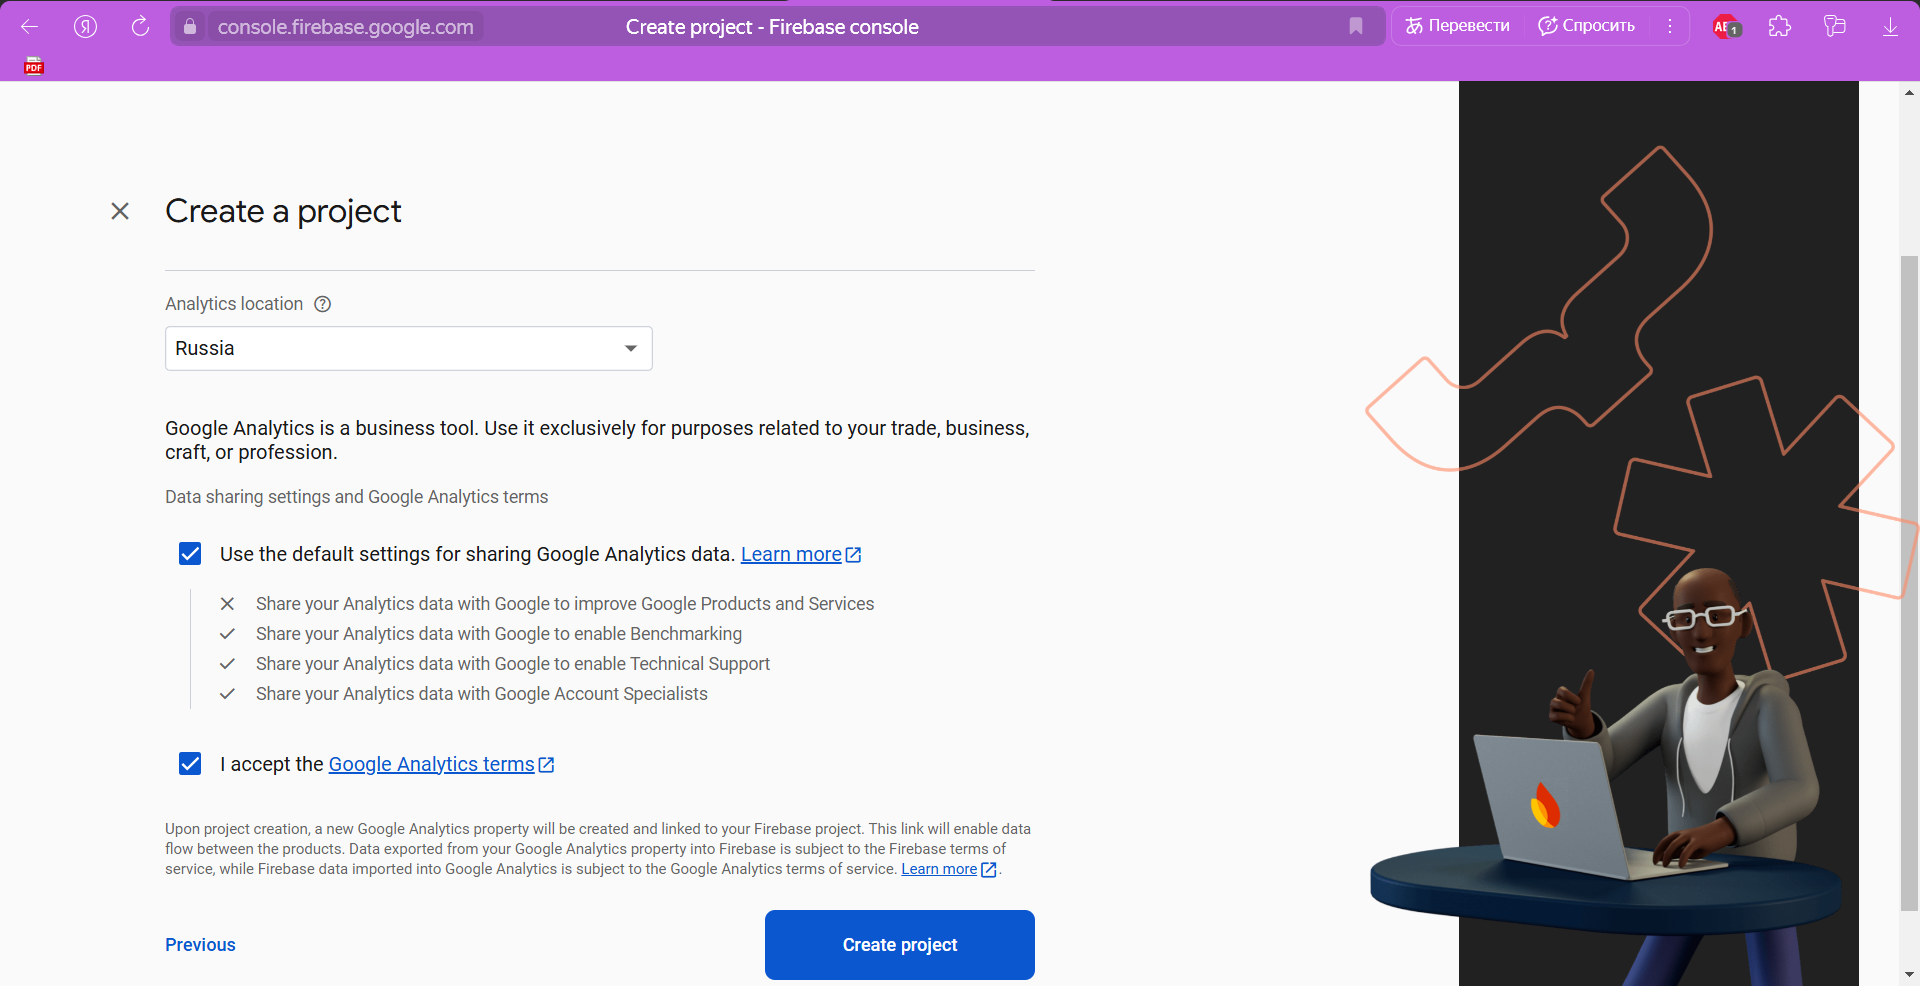 console.firebase.google.com
Create project - Firebase console
Перевести
Спросить
1
PDF
Create a project
Analytics location
Russia
Google Analytics is a business tool. Use it exclusively for purposes related to your trade, business,
craft, or profession.
Data sharing settings and Google Analytics terms
Use the default settings for sharing Google Analytics data. Learn more
Share your Analytics data with Google to improve Google Products and Services
Share your Analytics data with Google to enable Benchmarking
Share your Analytics data with Google to enable Technical Support
Share your Analytics data with Google Account Specialists
I accept the Google Analytics terms
Upon project creation, a new Google Analytics property will be created and linked to your Firebase project. This link will enable data
flow between the products. Data exported from your Google Analytics property into Firebase is subject to the Firebase terms of
service, while Firebase data imported into Google Analytics is subject to the Google Analytics terms of service. Learn more.
Previous
Create project